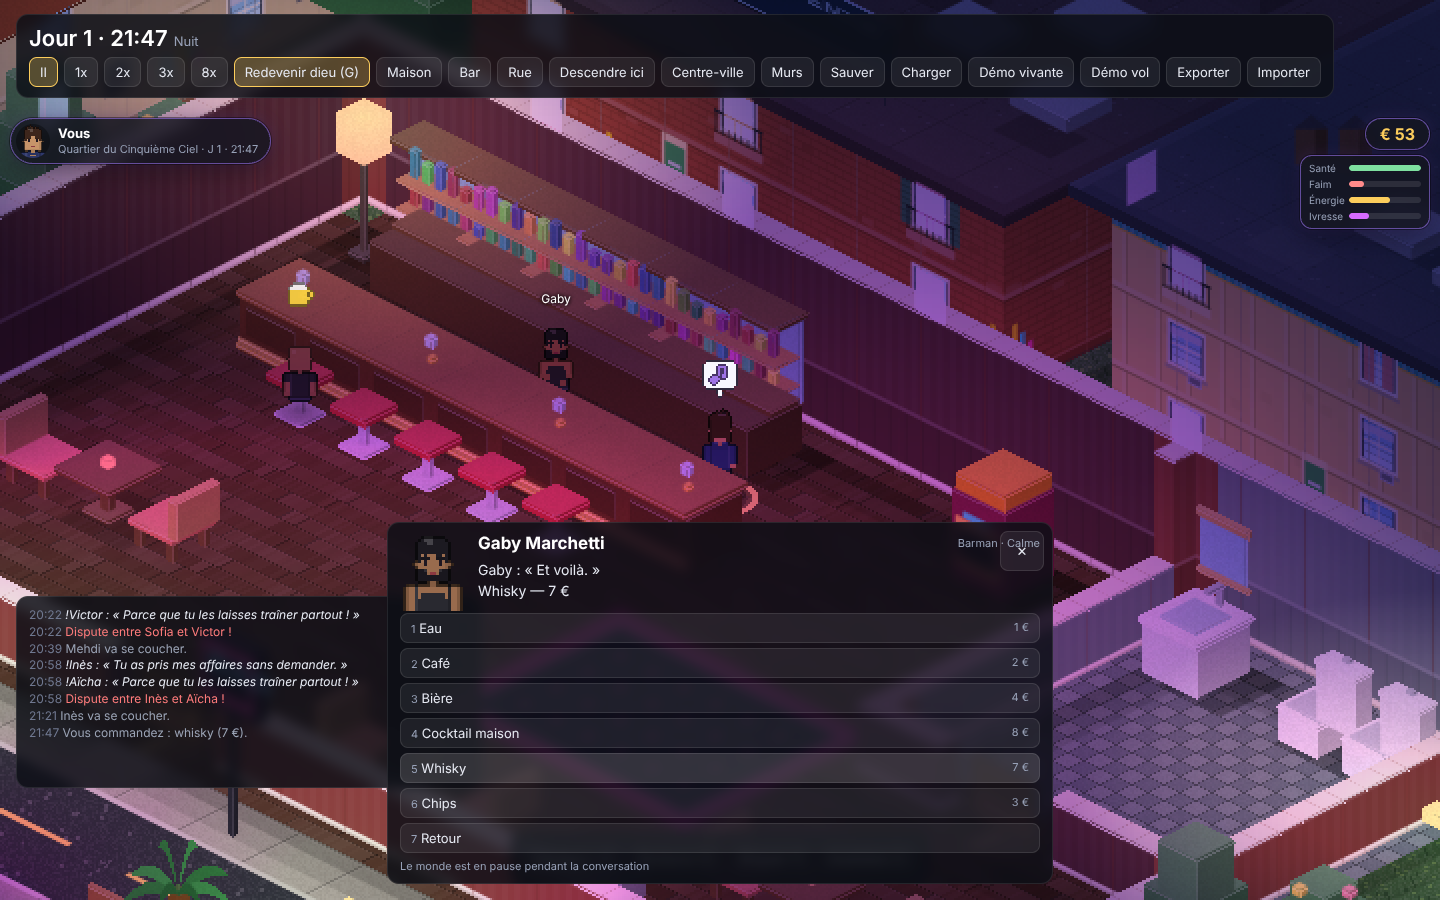 Jour 1 · 21:47 Nuit
II 1x 2x 3x 8x Redevenir dieu (G) Maison Bar Rue Descendre ici Centre-ville Murs Sauver Charger Démo vivante Démo vol Exporter Importer
Vous
Quartier du Cinquième Ciel · J 1 · 21:47
€ 53
Santé
Faim
Énergie
Ivresse
Gaby
Gaby Marchetti
Barman · Calme
×
Gaby : « Et voilà. »
Whisky — 7 €
1 Eau 1 €
2 Café 2 €
3 Bière 4 €
4 Cocktail maison 8 €
5 Whisky 7 €
6 Chips 3 €
7 Retour
Le monde est en pause pendant la conversation
20:22 !Victor : « Parce que tu les laisses traîner partout ! »
20:22 Dispute entre Sofia et Victor !
20:39 Mehdi va se coucher.
20:58 !Inès : « Tu as pris mes affaires sans demander. »
20:58 !Aïcha : « Parce que tu les laisses traîner partout ! »
20:58 Dispute entre Inès et Aïcha !
21:21 Inès va se coucher.
21:47 Vous commandez : whisky (7 €).